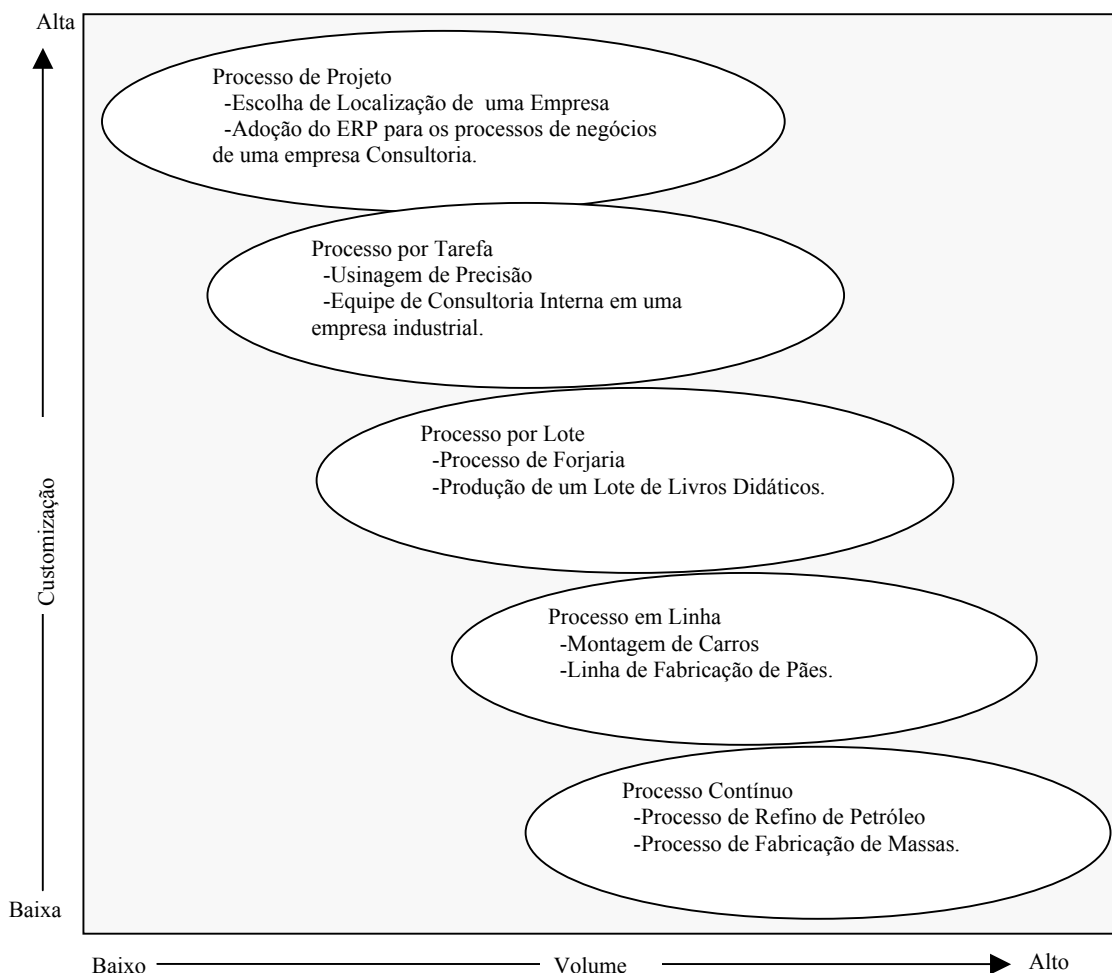 Alta
Processo de Projeto
-Escolha de Localização de uma Empresa
-Adoção do ERP para os processos de negócios
de uma empresa Consultoria.
Processo por Tarefa
-Usinagem de Precisão
-Equipe de Consultoria Interna em uma
empresa industrial.
Processo por Lote
-Processo de Forjaria
-Produção de um Lote de Livros Didáticos.
Customização
Processo em Linha
-Montagem de Carros
-Linha de Fabricação de Pães.
Processo Contínuo
-Processo de Refino de Petróleo
-Processo de Fabricação de Massas.
Baixa
Baixo Volume Alto